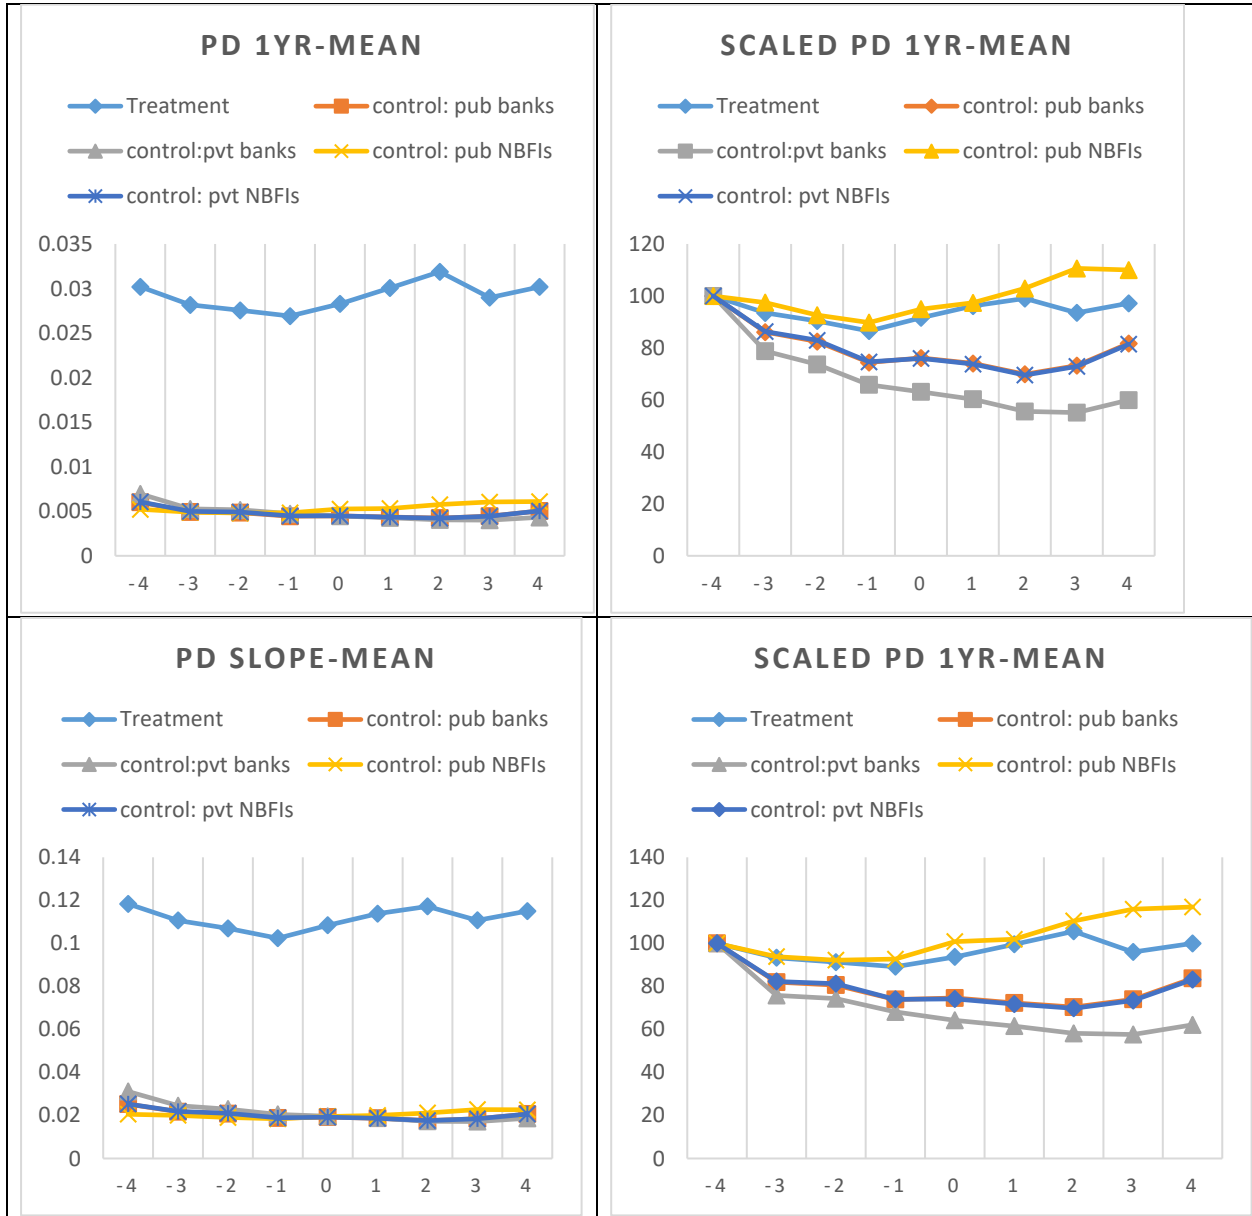 PD 1YR-MEAN
Treatment
control: pub banks
control:pvt banks
control: pub NBFIs
control: pvt NBFIs
0.035
0.03
0.025
0.02
0.015
0.01
0.005
0
-4 -3 -2 -1 0 1 2 3 4
SCALED PD 1YR-MEAN
Treatment
control: pub banks
control:pvt banks
control: pub NBFIs
control: pvt NBFIs
120
100
80
60
40
20
0
-4 -3 -2 -1 0 1 2 3 4
PD SLOPE-MEAN
Treatment
control: pub banks
control:pvt banks
control: pub NBFIs
control: pvt NBFIs
0.14
0.12
0.1
0.08
0.06
0.04
0.02
0
-4 -3 -2 -1 0 1 2 3 4
SCALED PD 1YR-MEAN
Treatment
control: pub banks
control:pvt banks
control: pub NBFIs
control: pvt NBFIs
140
120
100
80
60
40
20
0
-4 -3 -2 -1 0 1 2 3 4